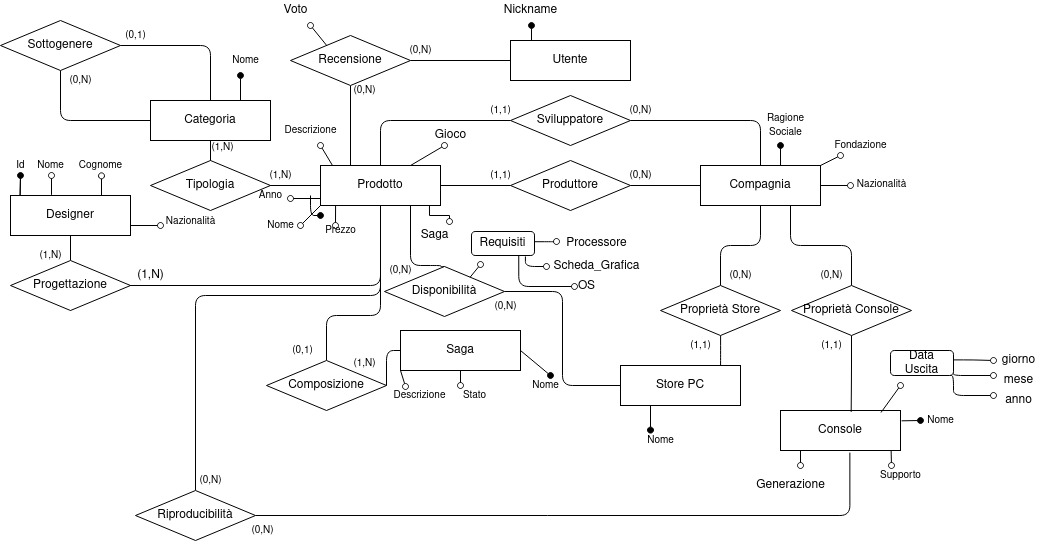 Voto
Nickname
Sottogenere
(0,1)
(0,N)
Recensione
(0,N)
(0,N)
Utente
Nome
Categoria
(1,N)
Descrizione
Gioco
(1,1)
Sviluppatore
(0,N)
Ragione
Sociale
Fondazione
Id
Nome
Cognome
Tipologia
(1,N)
Prodotto
(1,1)
Produttore
(0,N)
Compagnia
Nazionalità
Anno
Designer
Nazionalità
Nome
Prezzo
Saga
Requisiti
Processore
Scheda_Grafica
OS
(1,N)
Progettazione
(1,N)
(0,N)
Disponibilità
(0,N)
(0,N)
(0,N)
Proprietà Store
Proprietà Console
(1,1)
(1,1)
(0,1)
(1,N)
Saga
Composizione
Nome
Descrizione
Stato
Store PC
Nome
Data
Uscita
giorno
mese
anno
Console
Nome
Generazione
Supporto
(0,N)
Riproducibilità
(0,N)